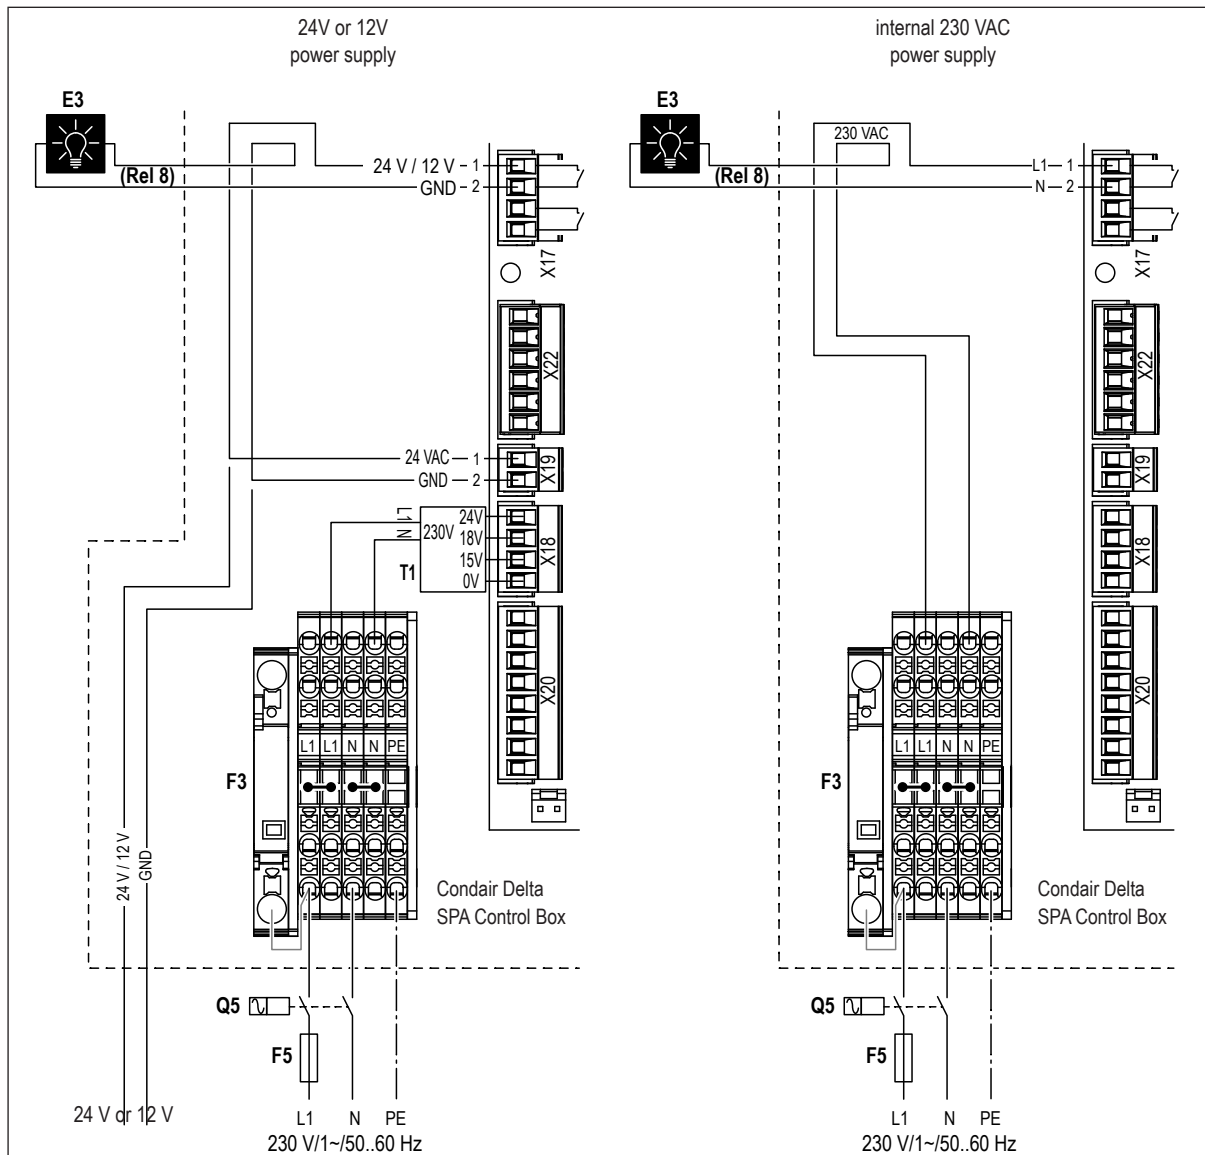 24V or 12V
power supply
E3
(Rel 8)
24 V / 12 V
1
GND
2
X17
X22
24 VAC
1
GND
2
X19
L1
N
230V
T1
24V
18V
15V
0V
X18
X20
L1 L1 N N PE
F3
24 V / 12 V
GND
Condair Delta
SPA Control Box
Q5
F5
24 V or 12 V
L1 N PE
230 V/1~/50..60 Hz
internal 230 VAC
power supply
E3
(Rel 8)
230 VAC
L1
1
N
2
X17
X22
X19
X18
X20
L1 L1 N N PE
F3
Condair Delta
SPA Control Box
Q5
F5
L1 N PE
230 V/1~/50..60 Hz